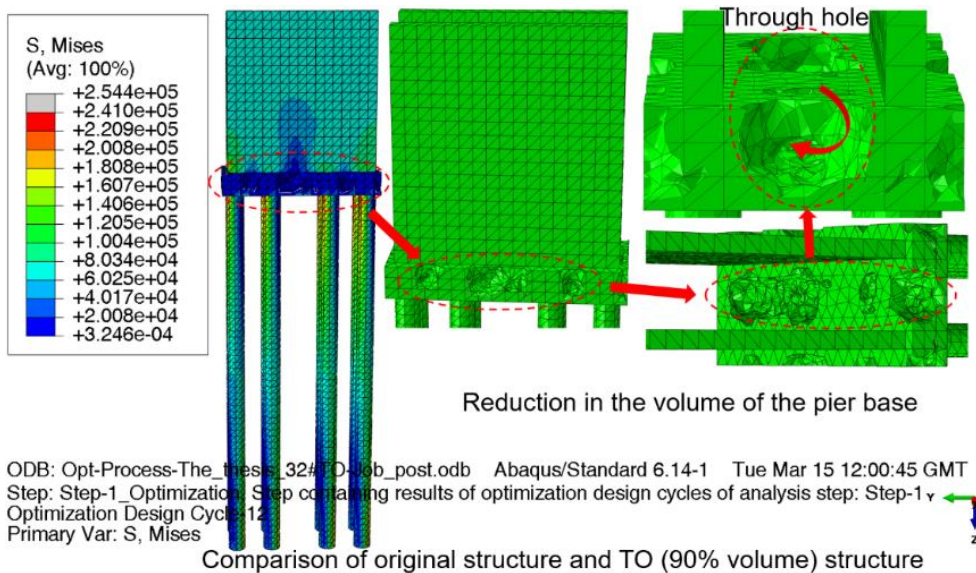 S, Mises
(Avg: 100%)
+2.544e+05
+2.410e+05
+2.209e+05
+2.008e+05
+1.808e+05
+1.607e+05
+1.406e+05
+1.205e+05
+1.004e+05
+8.034e+04
+6.025e+04
+4.017e+04
+2.008e+04
+3.246e-04
Through hole
Reduction in the volume of the pier base
ODB: Opt-Process-The_thesis_32#TO-Job_post.odb Abaqus/Standard 6.14-1 Tue Mar 15 12:00:45 GMT
Step: Step-1_Optimization, Step containing results of optimization design cycles of analysis step: Step-1
Optimization Design Cycle: 12
Primary Var: S, Mises
Y
Z
Comparison of original structure and TO (90% volume) structure